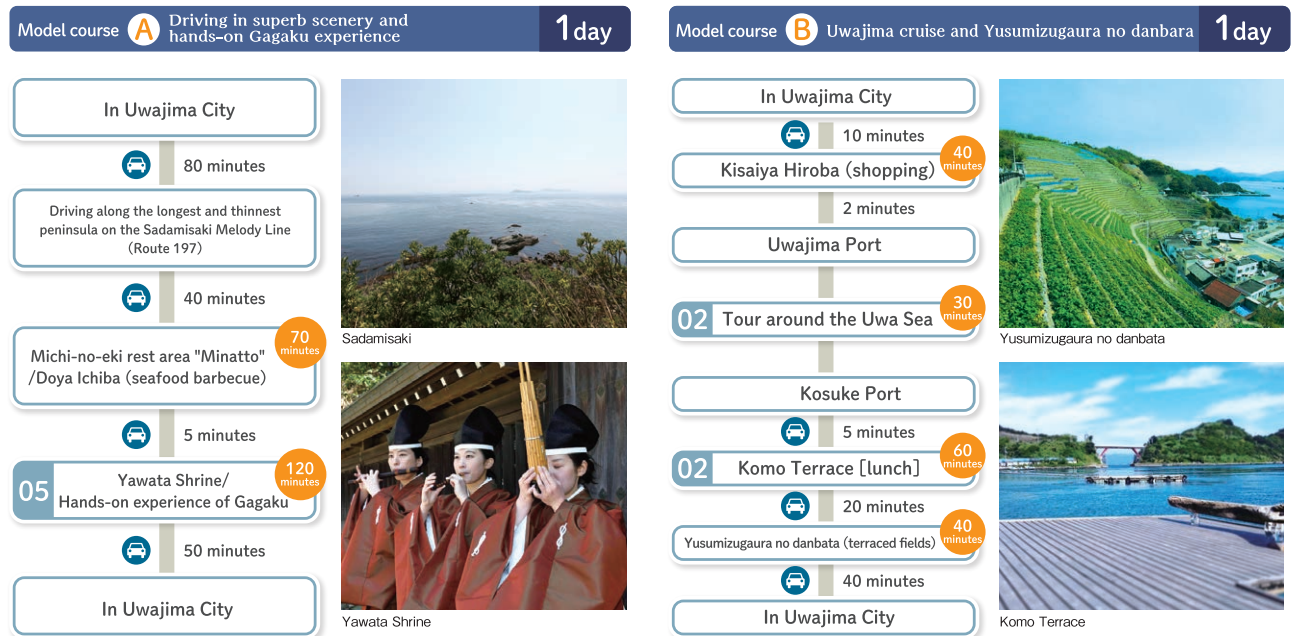 Model course A Driving in superb scenery and
hands-on Gagaku experience
1day
In Uwajima City
80 minutes
Driving along the longest and thinnest
peninsula on the Sadamisaki Melody Line
(Route 197)
40 minutes
70
minutes
Michi-no-eki rest area "Minatto"
/Doya Ichiba (seafood barbecue)
5 minutes
120
minutes
05
Yawata Shrine/
Hands-on experience of Gagaku
50 minutes
In Uwajima City
Sadamisaki
Yawata Shrine
Model course B Uwajima cruise and Yusumizugaura no danbara
1day
In Uwajima City
10 minutes
40
minutes
Kisaiya Hiroba (shopping)
2 minutes
Uwajima Port
30
minutes
02 Tour around the Uwa Sea
Kosuke Port
5 minutes
60
minutes
02 Komo Terrace [lunch]
20 minutes
40
minutes
Yusumizugaura no danbata (terraced fields)
40 minutes
In Uwajima City
Yusumizugaura no danbata
Komo Terrace